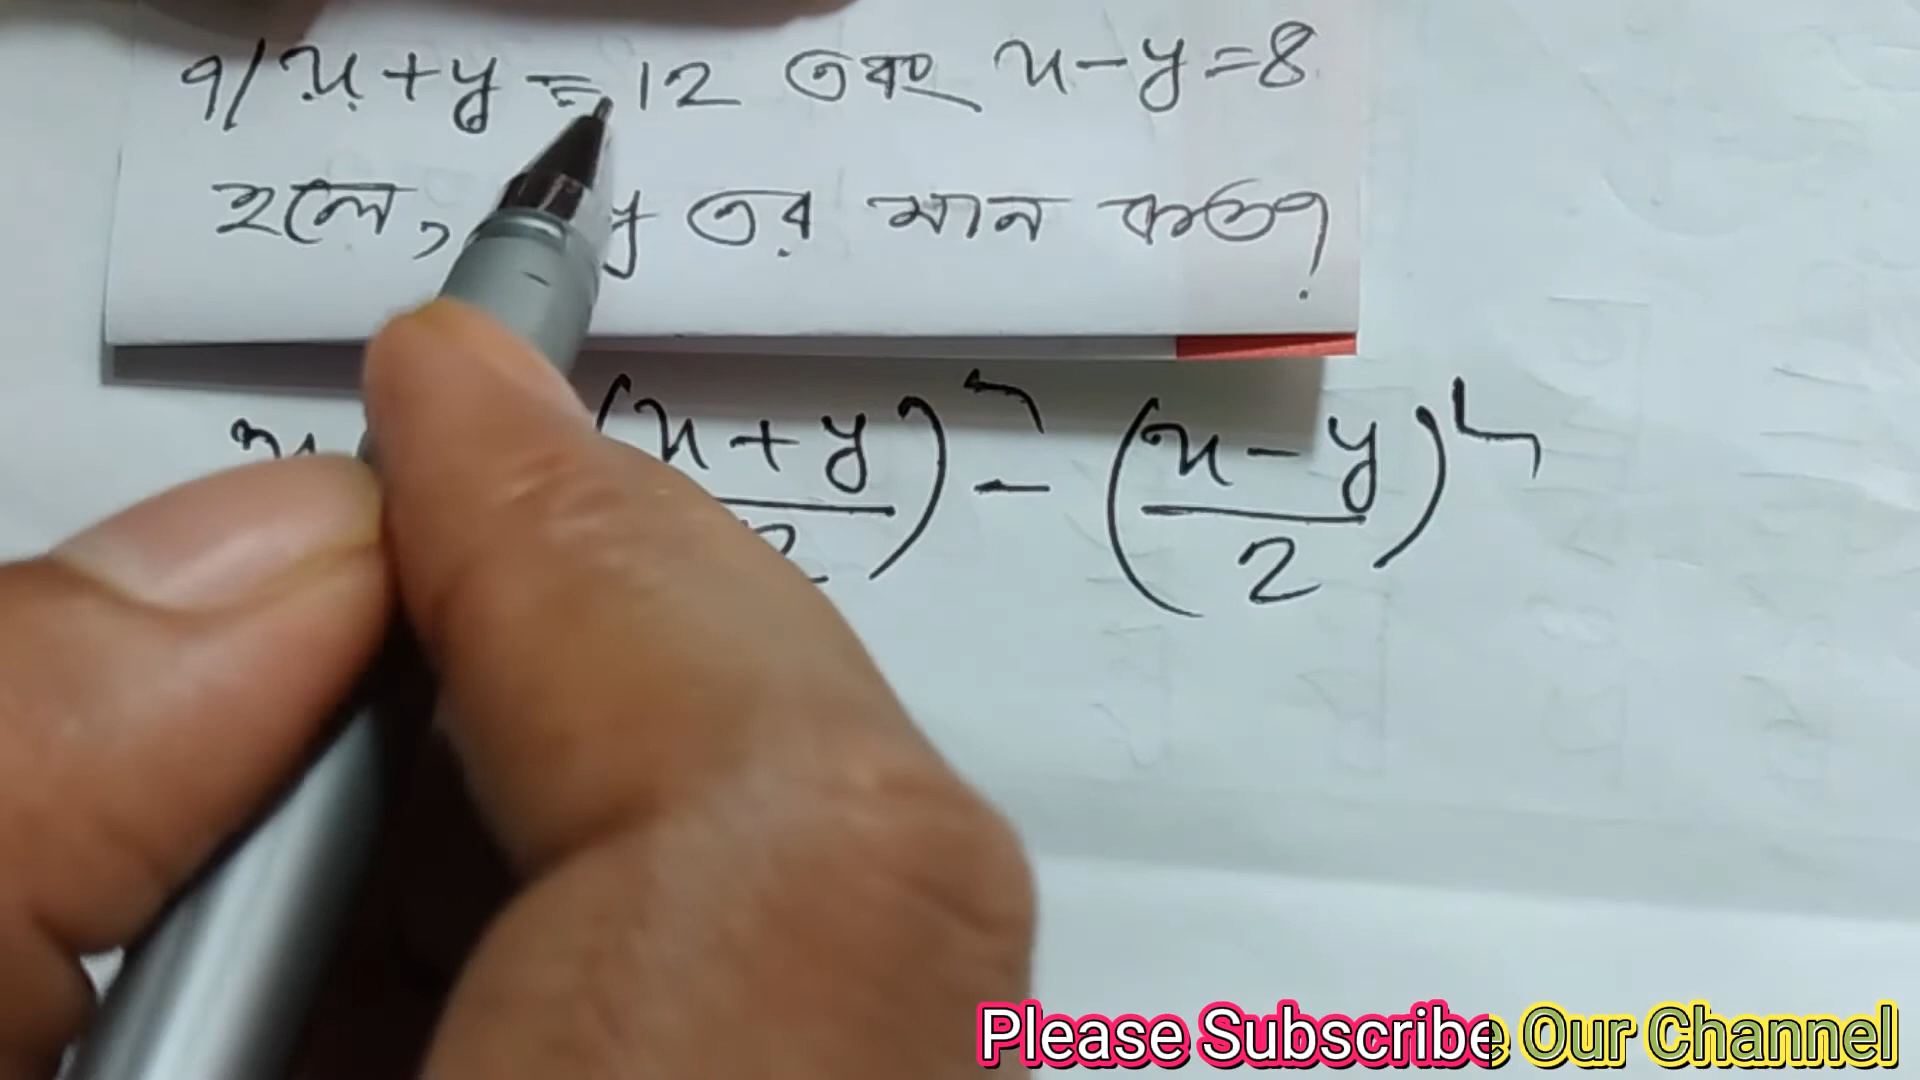 ৭/ x + y = 12 এবং x - y = 8
হলে, y এর মান কত?
x (x + y / 2)² - (x - y / 2)²
Please Subscribe Our Channel